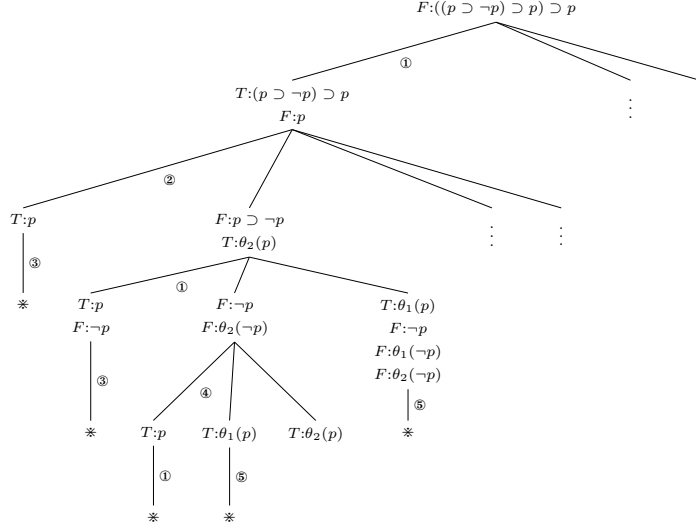 F:((p ⊃ ¬p) ⊃ p) ⊃ p
①
T:(p ⊃ ¬p) ⊃ p
F:p
⋮
②
T:p
F:p ⊃ ¬p
T:θ₂(p)
⋮ ⋮
③
①
⋇
T:p
F:¬p
F:¬p
F:θ₂(¬p)
T:θ₁(p)
F:¬p
F:θ₁(¬p)
F:θ₂(¬p)
③
④
⑤
⋇
T:p
T:θ₁(p)
T:θ₂(p)
⋇
①
⑤
⋇
⋇